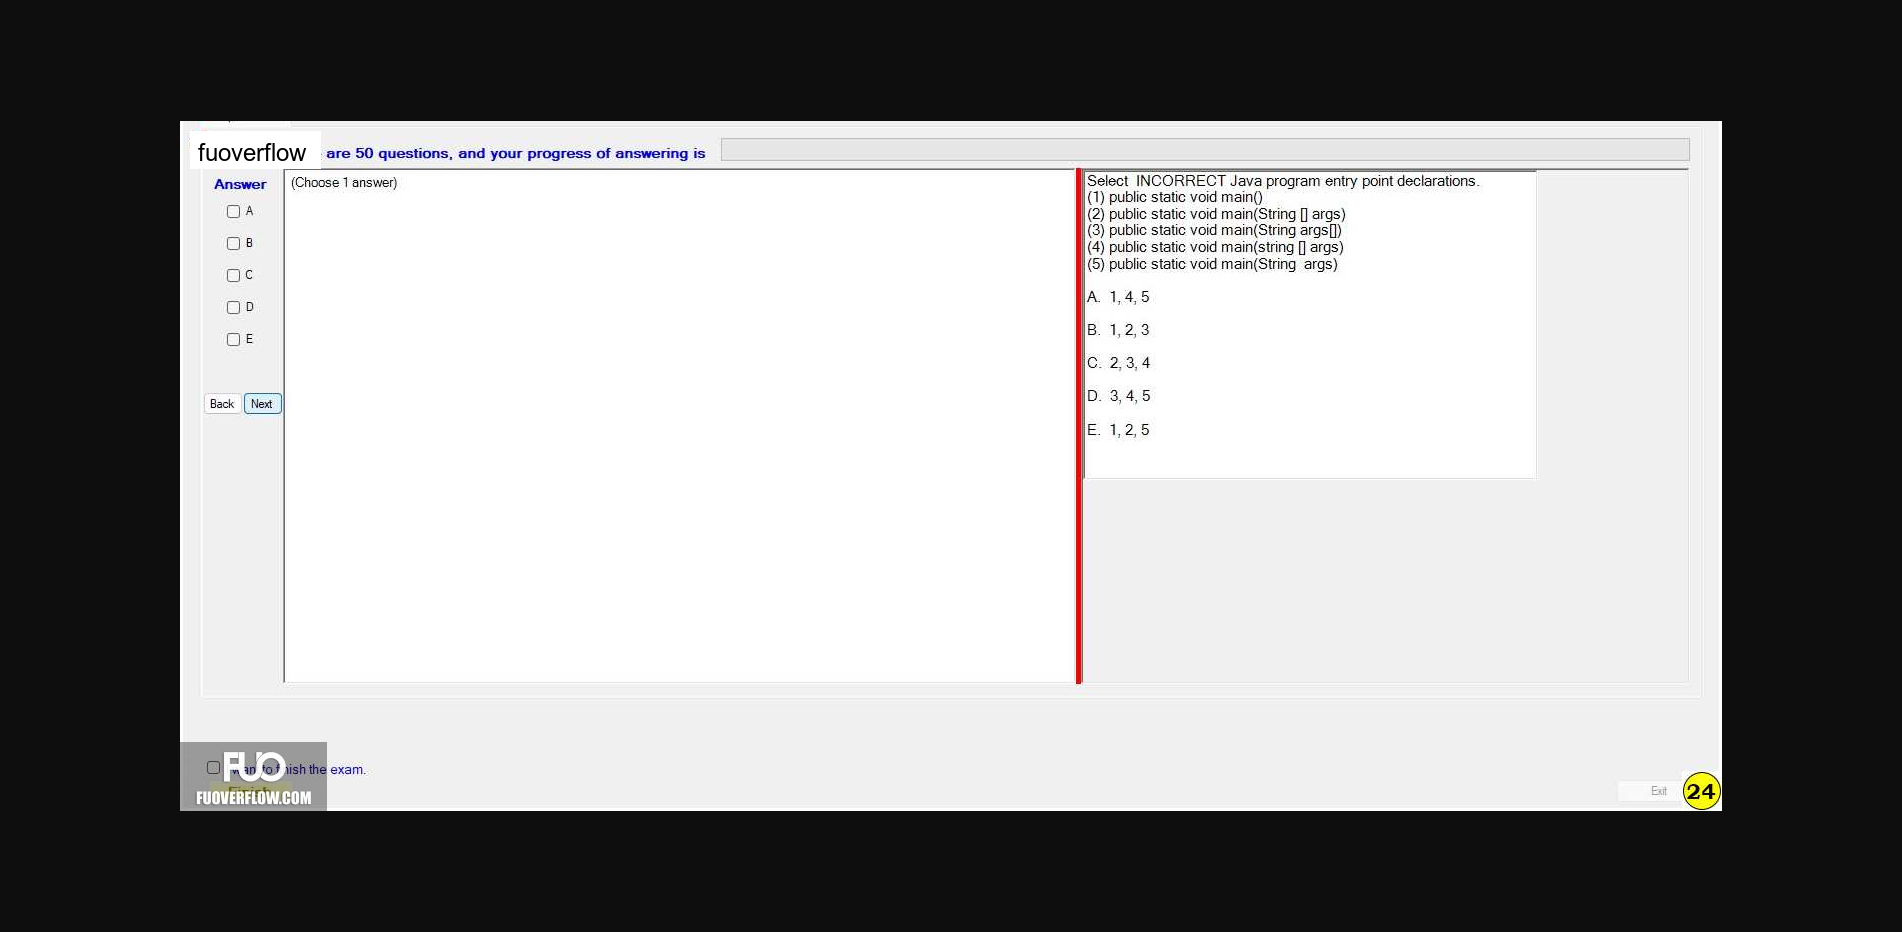 fuoverflow are 50 questions, and your progress of answering is
Answer
(Choose 1 answer)
A
B
C
D
E
Back Next
Select INCORRECT Java program entry point declarations.
(1) public static void main()
(2) public static void main(String [] args)
(3) public static void main(String args[])
(4) public static void main(string [] args)
(5) public static void main(String args)
A. 1, 4, 5
B. 1, 2, 3
C. 2, 3, 4
D. 3, 4, 5
E. 1, 2, 5
FUO
want to finish the exam.
Finish
FUOVERFLOW.COM
Exit
24